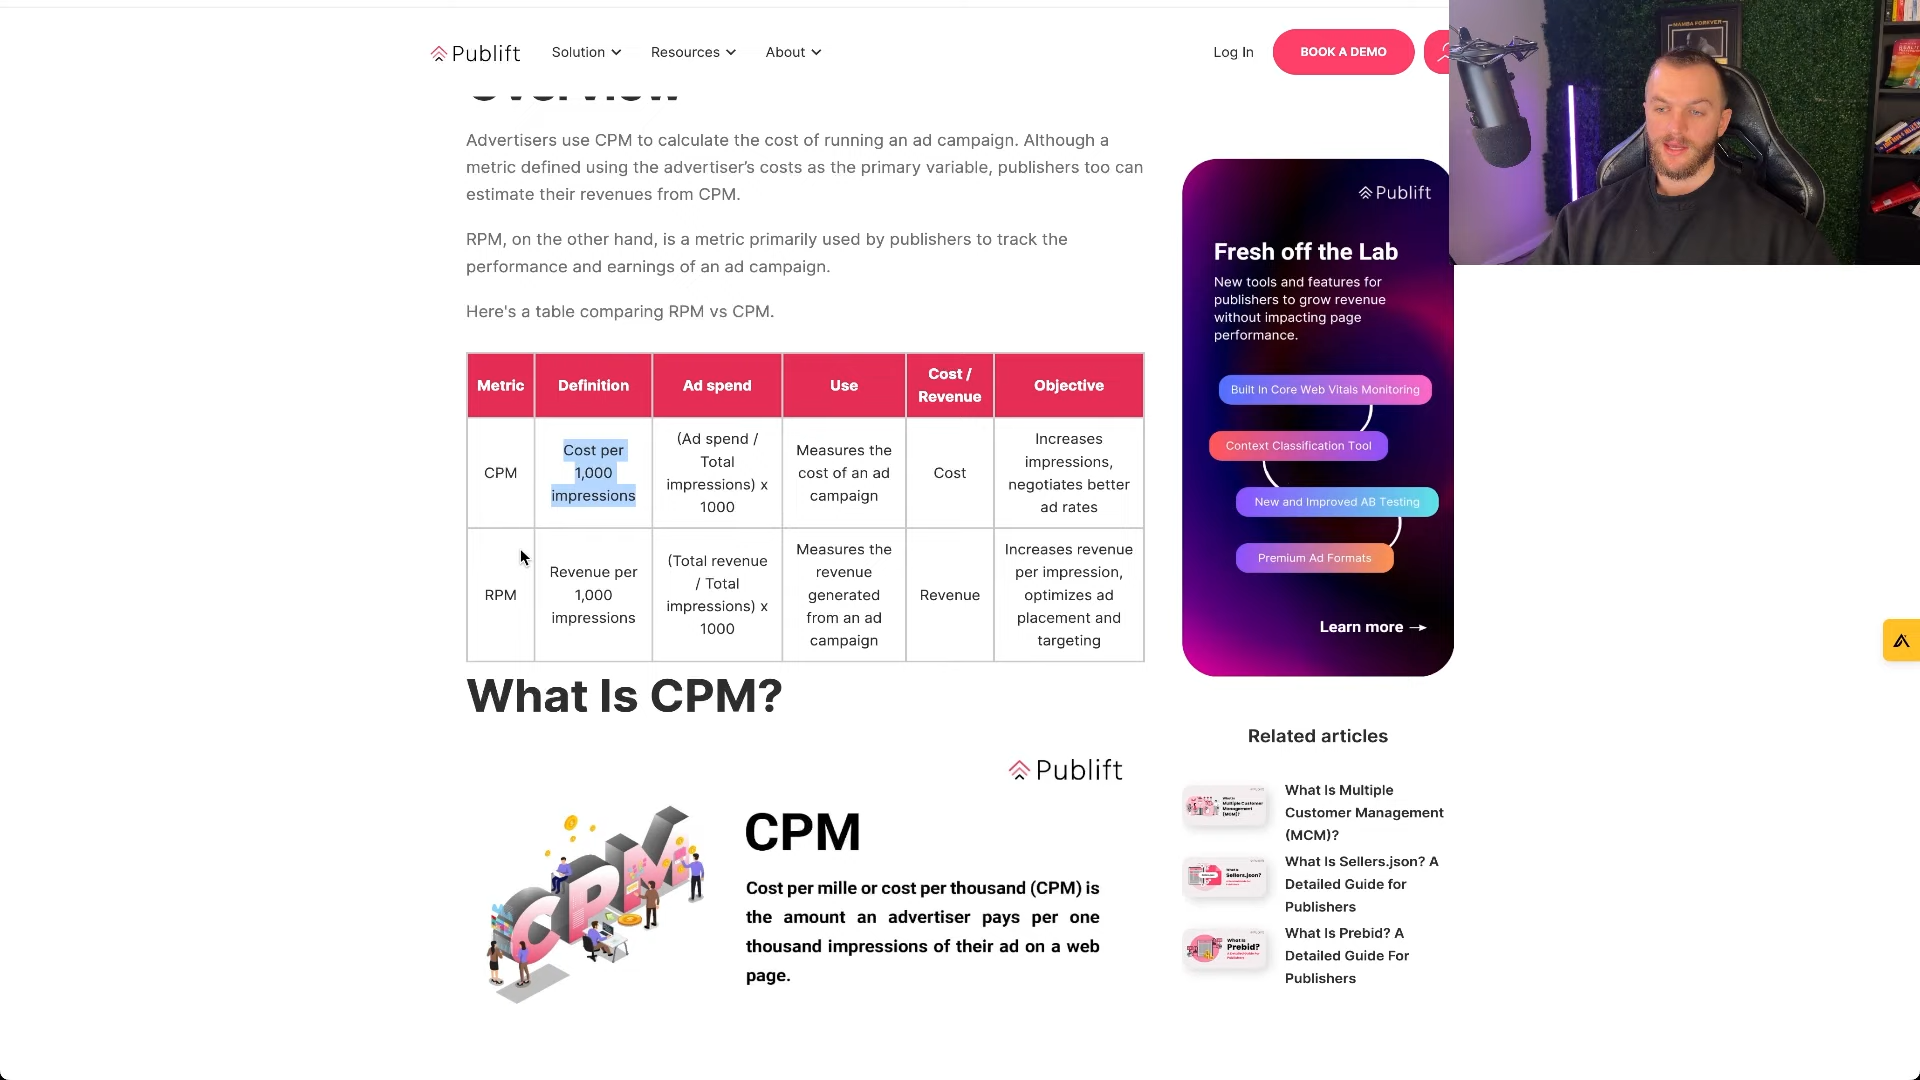 Publift
Solution
Resources
About
Log In
BOOK A DEMO
MAMBA FOREVER
Overview
Advertisers use CPM to calculate the cost of running an ad campaign. Although a
metric defined using the advertiser’s costs as the primary variable, publishers too can
estimate their revenues from CPM.
RPM, on the other hand, is a metric primarily used by publishers to track the
performance and earnings of an ad campaign.
Here's a table comparing RPM vs CPM.
Metric
Definition
Ad spend
Use
Cost /
Revenue
Objective
CPM
Cost per
1,000
impressions
(Ad spend /
Total
impressions) x
1000
Measures the
cost of an ad
campaign
Cost
Increases
impressions,
negotiates better
ad rates
RPM
Revenue per
1,000
impressions
(Total revenue
/ Total
impressions) x
1000
Measures the
revenue
generated
from an ad
campaign
Revenue
Increases revenue
per impression,
optimizes ad
placement and
targeting
What Is CPM?
Publift
CPM
CPM
Cost per mille or cost per thousand (CPM) is
the amount an advertiser pays per one
thousand impressions of their ad on a web
page.
Publift
Fresh off the Lab
New tools and features for
publishers to grow revenue
without impacting page
performance.
Built In Core Web Vitals Monitoring
Context Classification Tool
New and Improved AB Testing
Premium Ad Formats
Learn more →
Related articles
What Is Multiple
Customer Management
(MCM)?
What Is Sellers.json? A
Detailed Guide for
Publishers
Prebid?
What Is Prebid? A
Detailed Guide For
Publishers